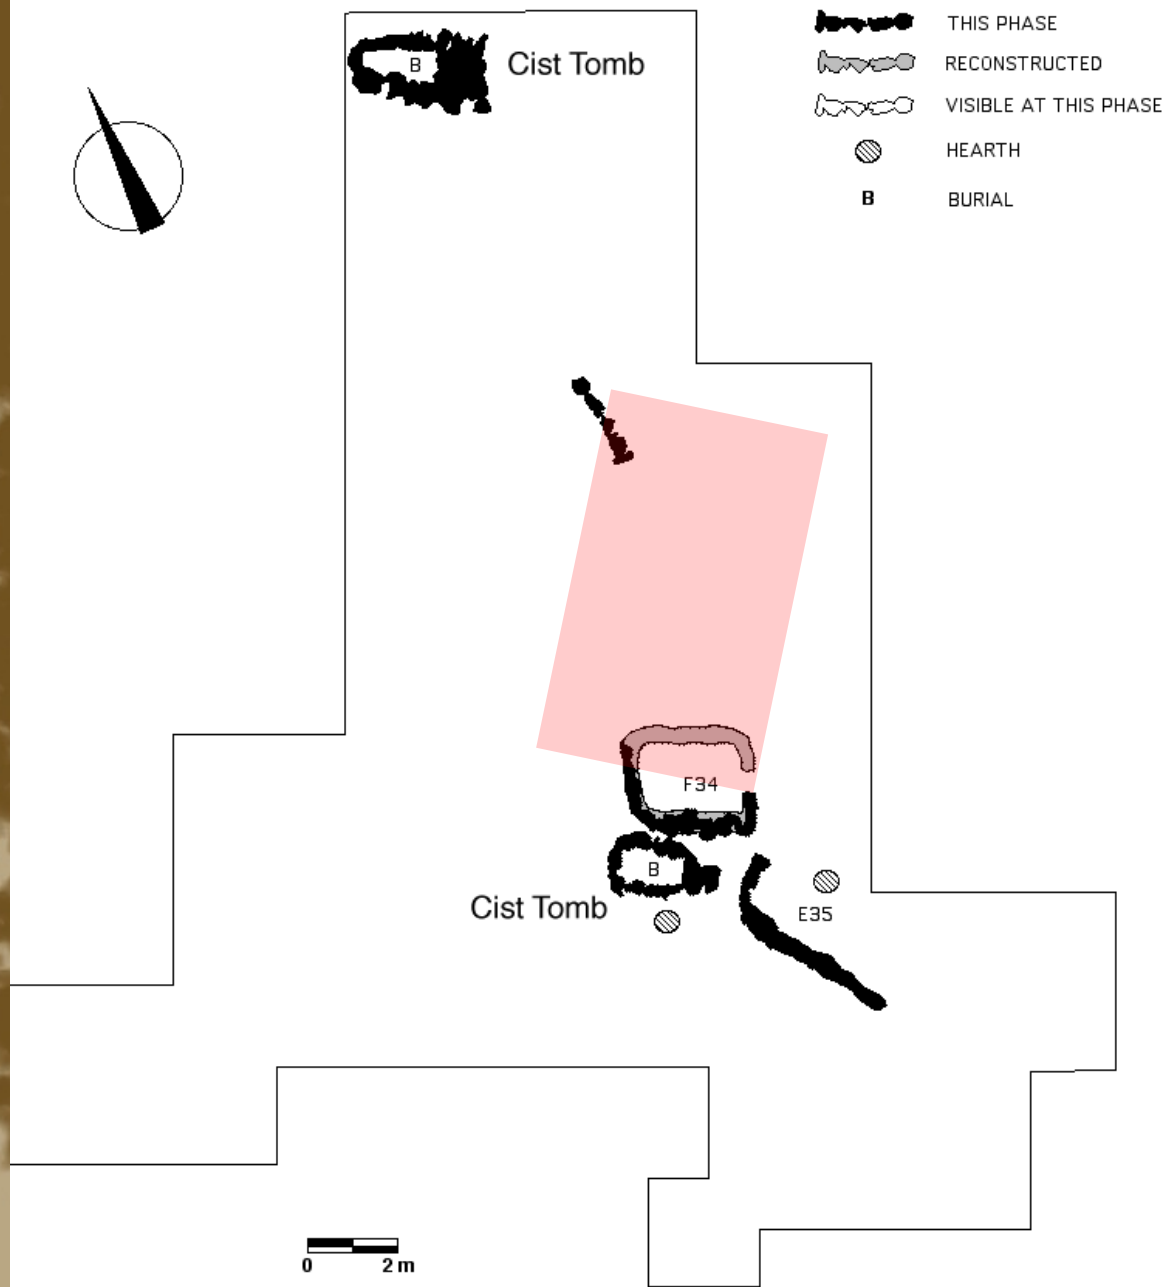 THIS PHASE
RECONSTRUCTED
VISIBLE AT THIS PHASE
HEARTH
B BURIAL
B Cist Tomb
F34
B
Cist Tomb
E35
0 2 m